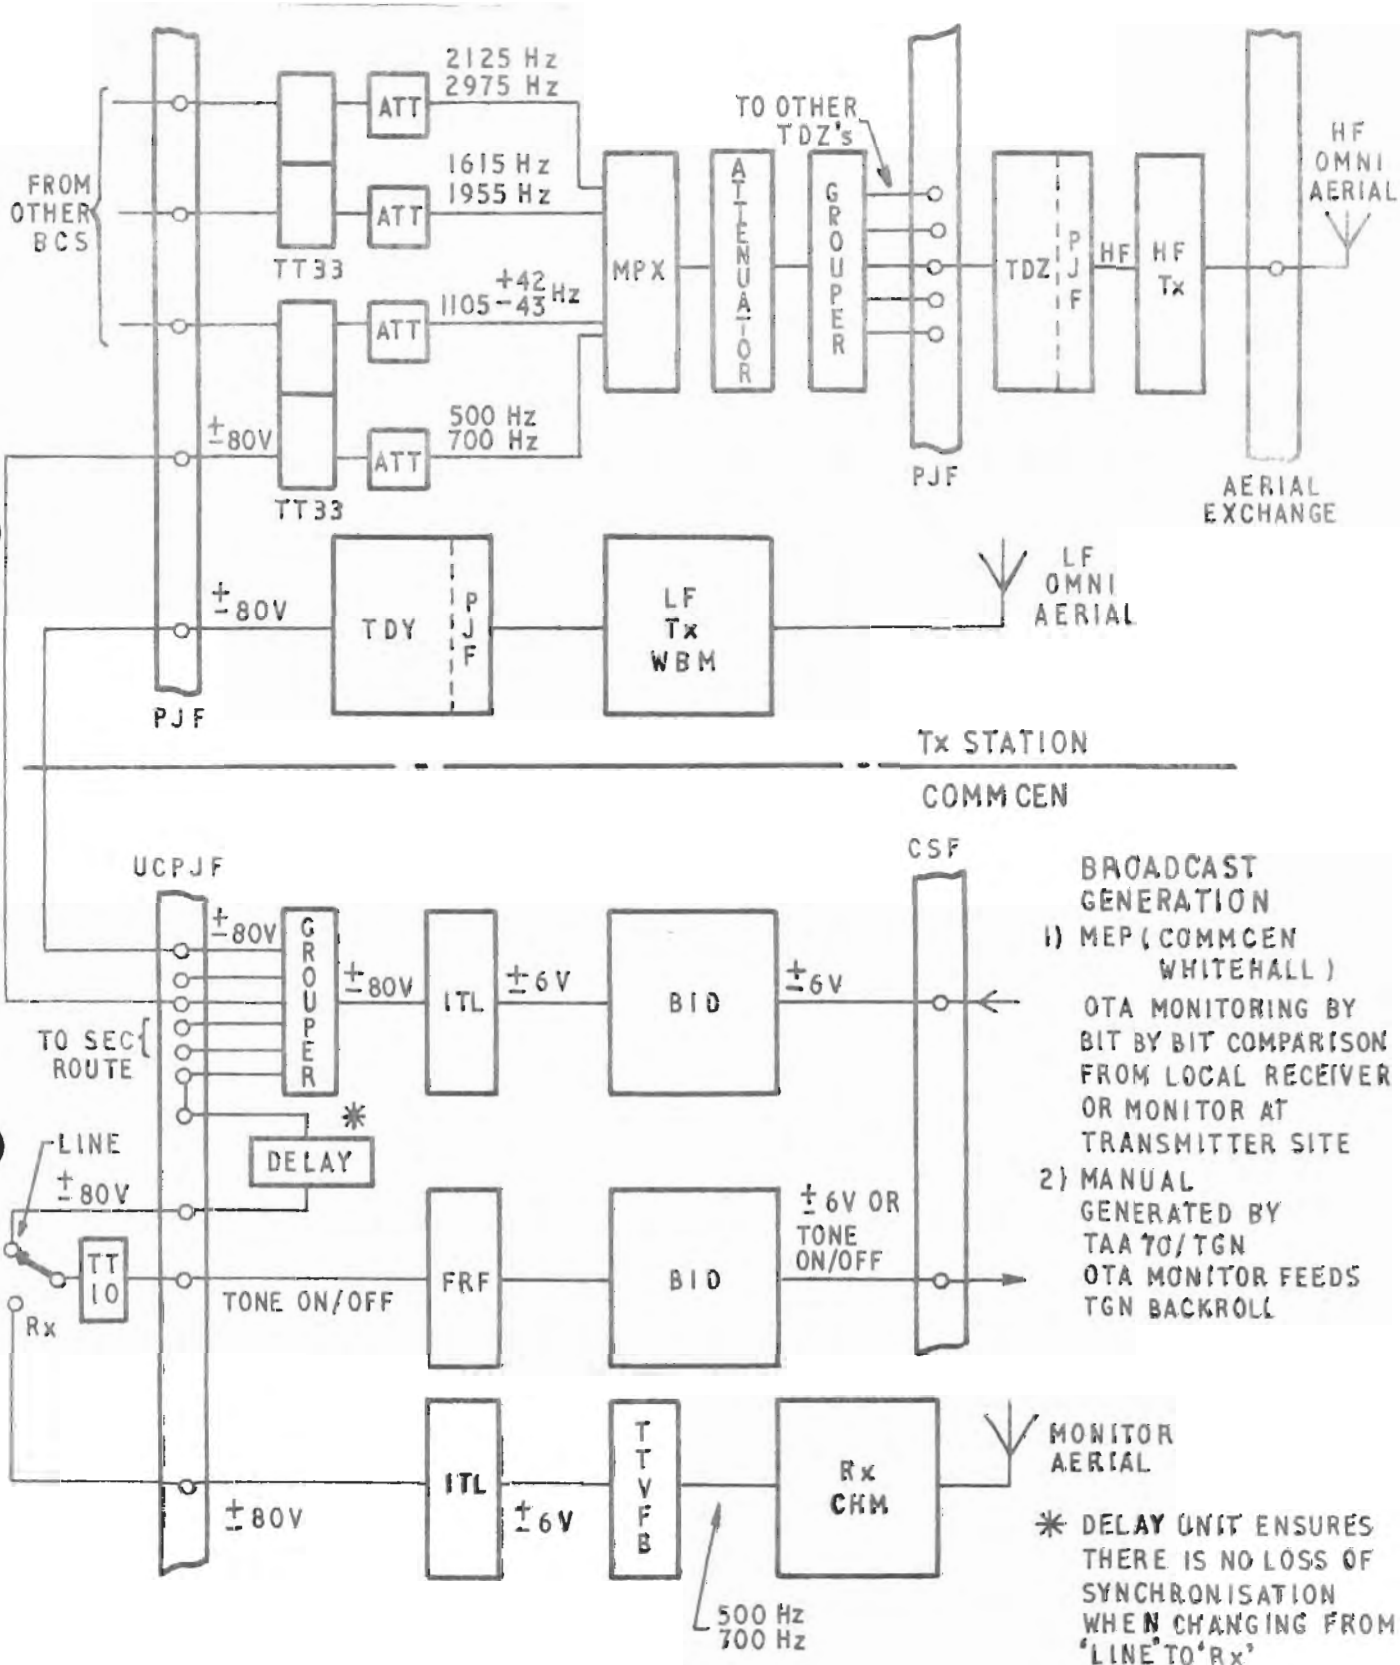 2125 Hz
2975 Hz
ATT
FROM
OTHER
BCS
1615 Hz
1955 Hz
ATT
TT33
+42
1105-43 Hz
ATT
±80V
500 Hz
700 Hz
ATT
TT33
MPX
ATTENUATOR
TO OTHER
TDZ's
GROUPER
PJF
TDZ
PJF
HF
HF
Tx
HF
OMNI
AERIAL
AERIAL
EXCHANGE
±80V
TDY
PJF
LF
Tx
WBM
LF
OMNI
AERIAL
PJF
Tx STATION
COMMCEN
UCPJF
±80V
GROUPER
±80V
ITL
±6V
BID
±6V
CSF
TO SEC
ROUTE
*
DELAY
LINE
±80V
TT
10
TONE ON/OFF
FRF
BID
±6V OR
TONE
ON/OFF
Rx
±80V
ITL
±6V
TTVFB
500 Hz
700 Hz
Rx
CHM
MONITOR
AERIAL
BROADCAST
GENERATION
1) MEP (COMMCEN
WHITEHALL)
OTA MONITORING BY
BIT BY BIT COMPARISON
FROM LOCAL RECEIVER
OR MONITOR AT
TRANSMITTER SITE
2) MANUAL
GENERATED BY
TAA 70/TGN
OTA MONITOR FEEDS
TGN BACKROLL
* DELAY UNIT ENSURES
THERE IS NO LOSS OF
SYNCHRONISATION
WHEN CHANGING FROM
'LINE' TO 'Rx'